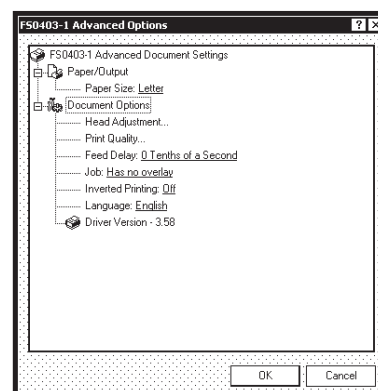 FS0403-1 Advanced Options
FS0403-1 Advanced Document Settings
Paper/Output
Paper Size: Letter
Document Options
Head Adjustment...
Print Quality...
Feed Delay: 0 Tenths of a Second
Job: Has no overlay
Inverted Printing: Off
Language: English
Driver Version - 3.58
OK
Cancel